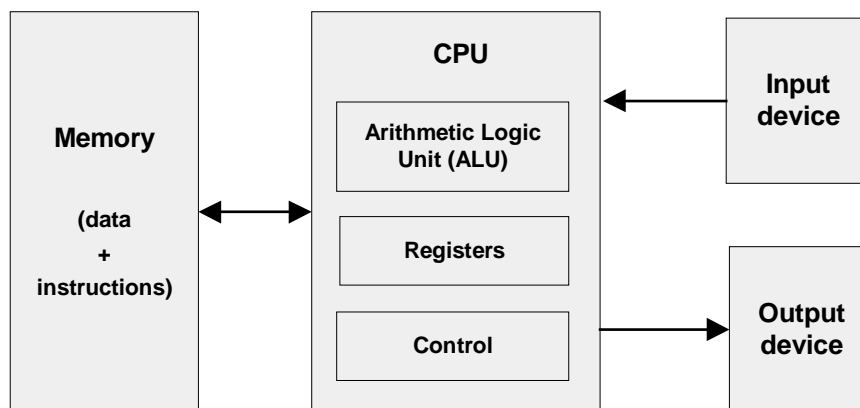 Memory
(data
+
instructions)
CPU
Arithmetic Logic
Unit (ALU)
Registers
Control
Input
device
Output
device